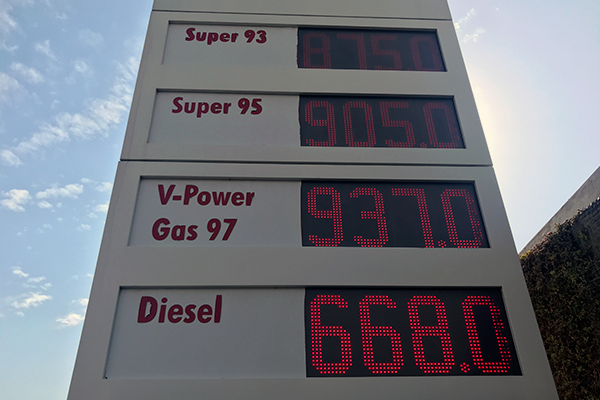 Super 93
875.0
Super 95
905.0
V-Power
Gas 97
937.0
Diesel
668.0